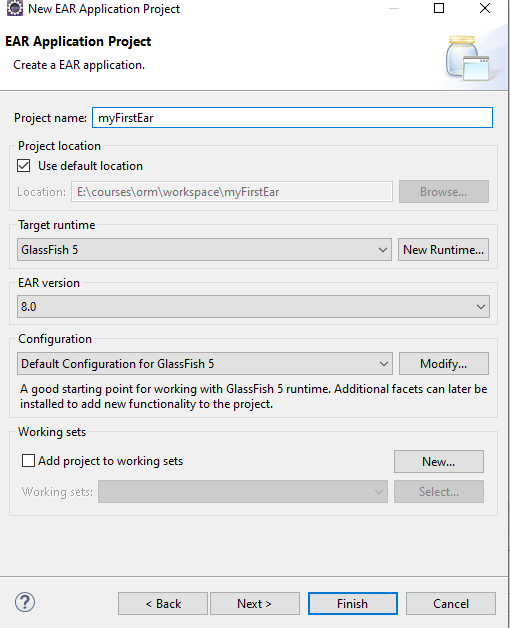 New EAR Application Project
EAR Application Project
Create a EAR application.
Project name: myFirstEar
Project location
Use default location
Location: E:\courses\orm\workspace\myFirstEar Browse...
Target runtime
GlassFish 5 New Runtime...
EAR version
8.0
Configuration
Default Configuration for GlassFish 5 Modify...
A good starting point for working with GlassFish 5 runtime. Additional facets can later be
installed to add new functionality to the project.
Working sets
Add project to working sets New...
Working sets: Select...
? < Back Next > Finish Cancel